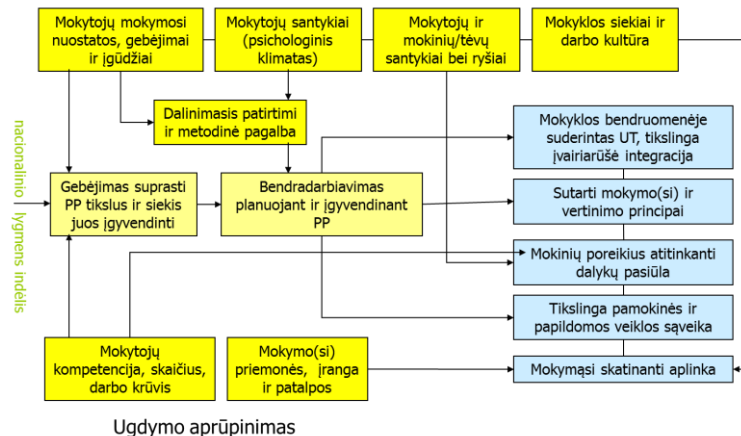 Mokytojų mokymosi
nuostatos, gebėjimai
ir įgūdžiai
Mokytojų santykiai
(psichologinis
klimatas)
Mokytojų ir
mokinių/tėvų
santykiai bei ryšiai
Mokyklos siekiai ir
darbo kultūra
Dalinimasis patirtimi
ir metodinė pagalba
Mokyklos bendruomenėje
suderintas UT, tikslinga
įvairiarūšė integracija
nacionalinio lygmens indėlis
Gebėjimas suprasti
PP tikslus ir siekis
juos įgyvendinti
Bendradarbiavimas
planuojant ir įgyvendinant
PP
Sutarti mokymo(si) ir
vertinimo principai
Mokinių poreikius atitinkanti
dalykų pasiūla
Tikslinga pamokinės ir
papildomos veiklos sąveika
Mokytojų
kompetencija, skaičius,
darbo krūvis
Mokymo(si)
priemonės, įranga
ir patalpos
Mokymąsi skatinanti aplinka
Ugdymo aprūpinimas